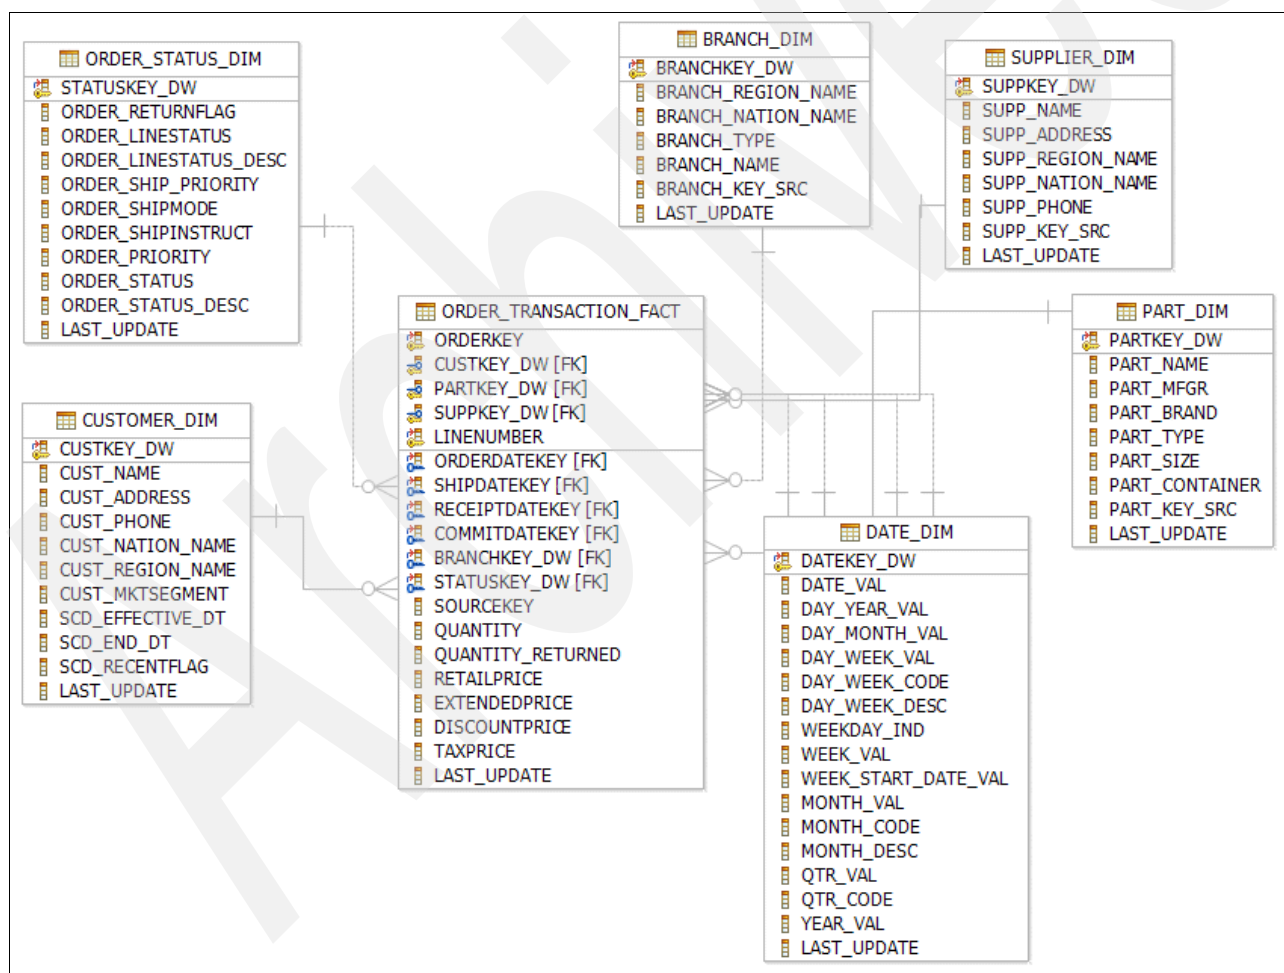 ORDER_STATUS_DIM
STATUSKEY_DW
ORDER_RETURNFLAG
ORDER_LINESTATUS
ORDER_LINESTATUS_DESC
ORDER_SHIP_PRIORITY
ORDER_SHIPMODE
ORDER_SHIPINSTRUCT
ORDER_PRIORITY
ORDER_STATUS
ORDER_STATUS_DESC
LAST_UPDATE
BRANCH_DIM
BRANCHKEY_DW
BRANCH_REGION_NAME
BRANCH_NATION_NAME
BRANCH_TYPE
BRANCH_NAME
BRANCH_KEY_SRC
LAST_UPDATE
SUPPLIER_DIM
SUPPKEY_DW
SUPP_NAME
SUPP_ADDRESS
SUPP_REGION_NAME
SUPP_NATION_NAME
SUPP_PHONE
SUPP_KEY_SRC
LAST_UPDATE
CUSTOMER_DIM
CUSTKEY_DW
CUST_NAME
CUST_ADDRESS
CUST_PHONE
CUST_NATION_NAME
CUST_REGION_NAME
CUST_MKTSEGMENT
SCD_EFFECTIVE_DT
SCD_END_DT
SCD_RECENTFLAG
LAST_UPDATE
ORDER_TRANSACTION_FACT
ORDERKEY
CUSTKEY_DW [FK]
PARTKEY_DW [FK]
SUPPKEY_DW [FK]
LINENUMBER
ORDERDATEKEY [FK]
SHIPDATEKEY [FK]
RECEIPTDATEKEY [FK]
COMMITDATEKEY [FK]
BRANCHKEY_DW [FK]
STATUSKEY_DW [FK]
SOURCEKEY
QUANTITY
QUANTITY_RETURNED
RETAILPRICE
EXTENDEDPRICE
DISCOUNTPRICE
TAXPRICE
LAST_UPDATE
PART_DIM
PARTKEY_DW
PART_NAME
PART_MFGR
PART_BRAND
PART_TYPE
PART_SIZE
PART_CONTAINER
PART_KEY_SRC
LAST_UPDATE
DATE_DIM
DATEKEY_DW
DATE_VAL
DAY_YEAR_VAL
DAY_MONTH_VAL
DAY_WEEK_VAL
DAY_WEEK_CODE
DAY_WEEK_DESC
WEEKDAY_IND
WEEK_VAL
WEEK_START_DATE_VAL
MONTH_VAL
MONTH_CODE
MONTH_DESC
QTR_VAL
QTR_CODE
YEAR_VAL
LAST_UPDATE